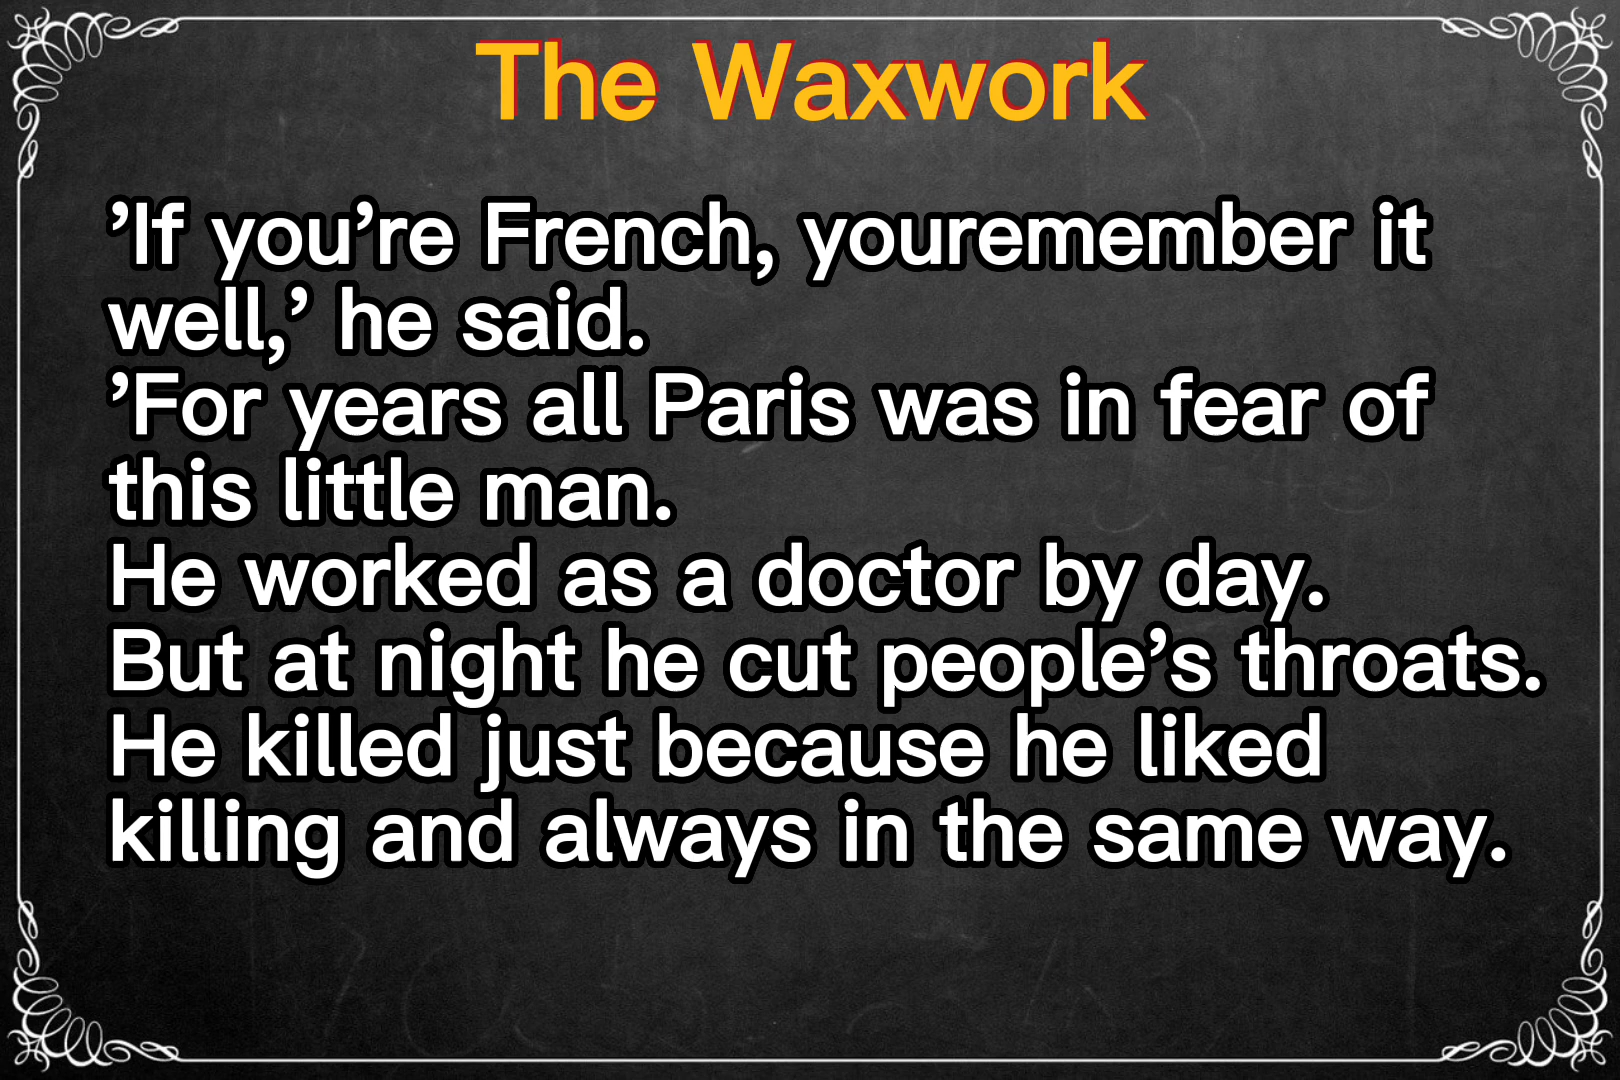 The Waxwork
’If you’re French, youremember it
well,’ he said.
’For years all Paris was in fear of
this little man.
He worked as a doctor by day.
But at night he cut people’s throats.
He killed just because he liked
killing and always in the same way.